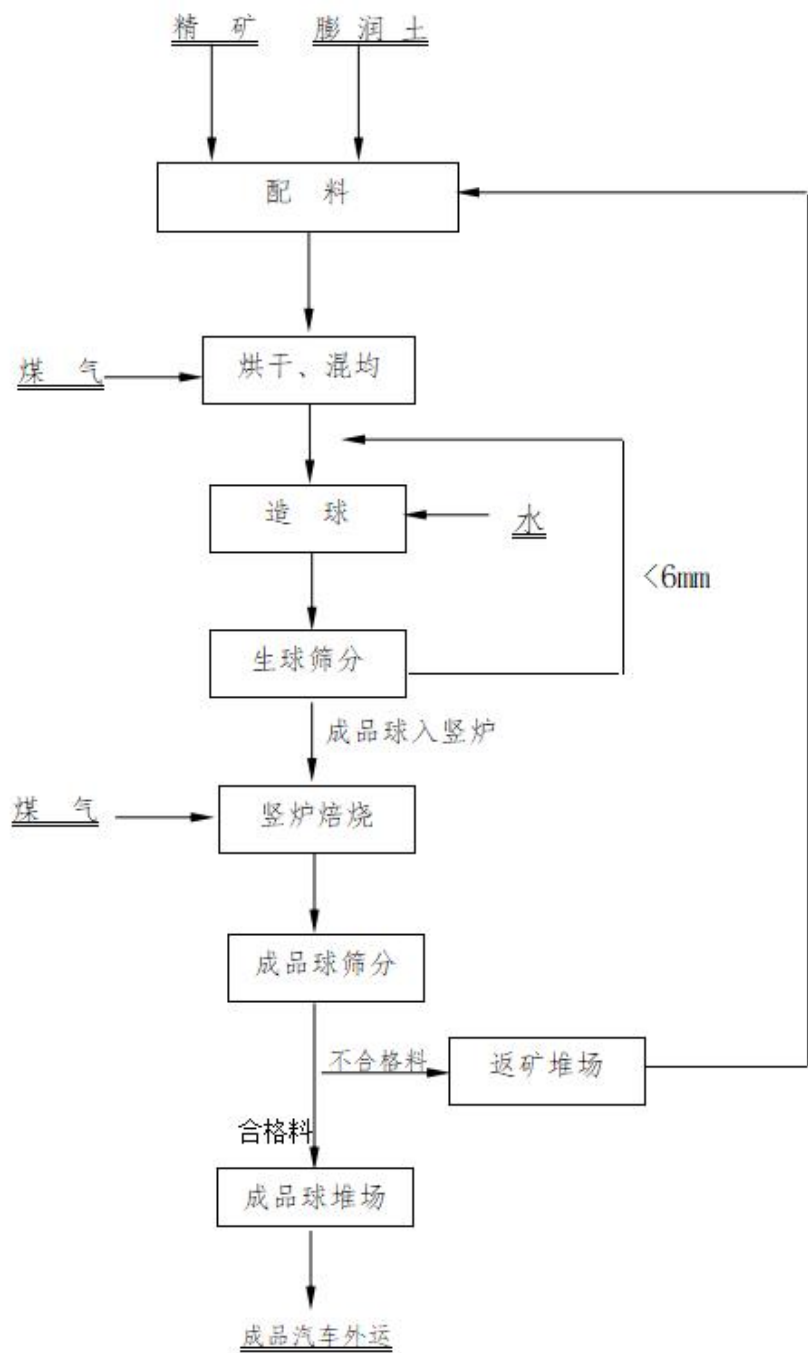 精 矿
膨 润 土
配 料
煤 气
烘干、混均
造 球
水
<6mm
生球筛分
成品球入竖炉
煤 气
竖炉焙烧
成品球筛分
不合格料
返矿堆场
合格料
成品球堆场
成品汽车外运